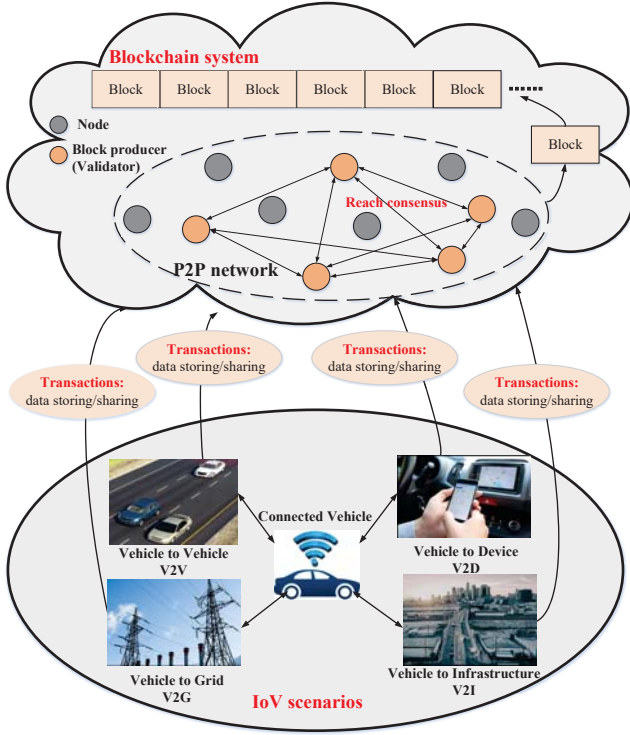 Blockchain system
Block Block Block Block Block Block ......
Node
Block producer
(Validator)
Block
Reach consensus
P2P network
Transactions:
data storing/sharing
Transactions:
data storing/sharing
Transactions:
data storing/sharing
Transactions:
data storing/sharing
Connected Vehicle
Vehicle to Vehicle
V2V
Vehicle to Device
V2D
Vehicle to Grid
V2G
Vehicle to Infrastructure
V2I
IoV scenarios